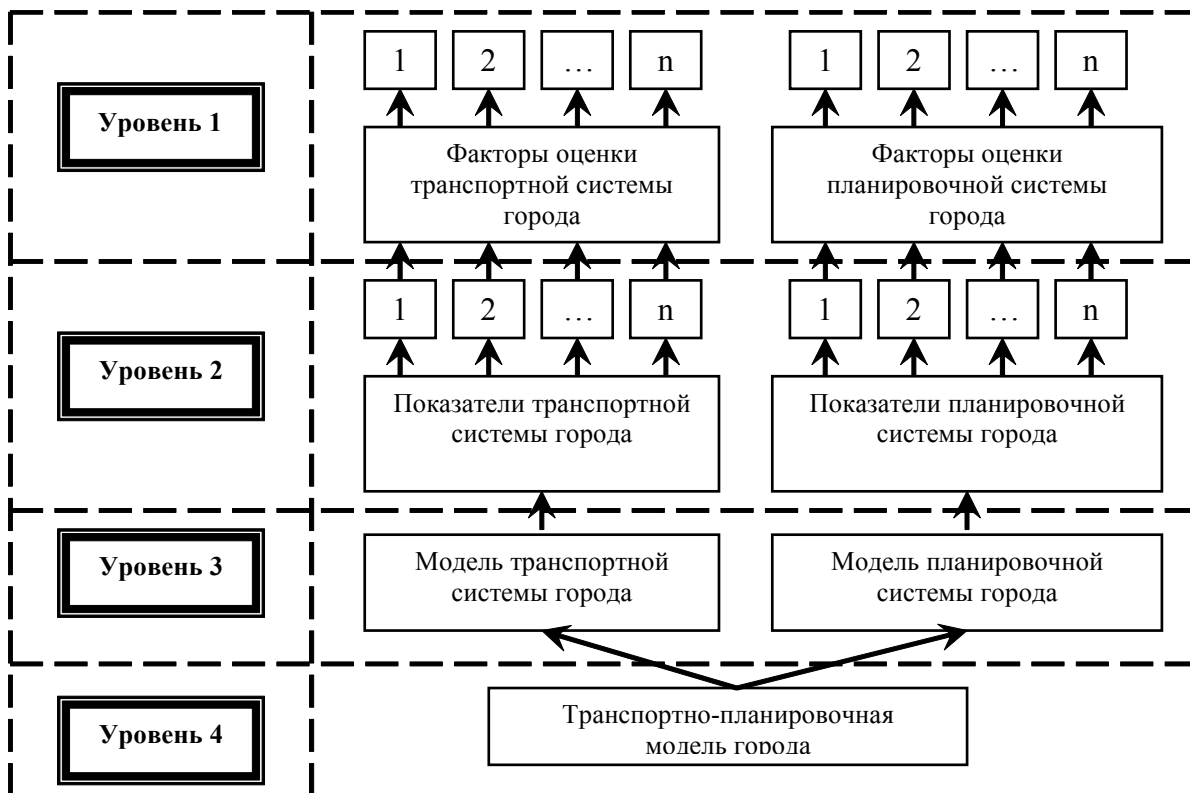 1 2 … n 1 2 … n
Уровень 1
Факторы оценки
транспортной системы
города
Факторы оценки
планировочной системы
города
1 2 … n 1 2 … n
Уровень 2
Показатели транспортной
системы города
Показатели планировочной
системы города
Уровень 3
Модель транспортной
системы города
Модель планировочной
системы города
Уровень 4
Транспортно-планировочная
модель города